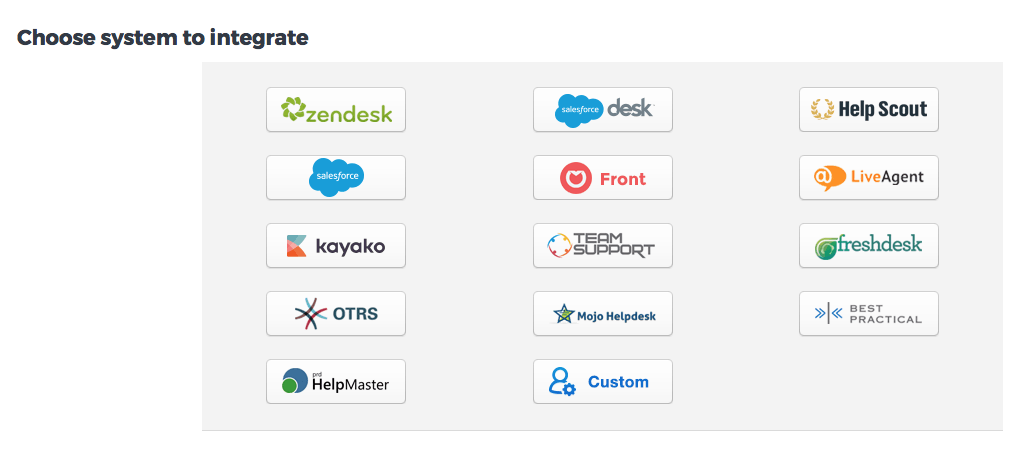 Choose system to integrate
zendesk
salesforce desk
Help Scout
salesforce
Front
LiveAgent
kayako
TEAM
SUPPORT
freshdesk
OTRS
Mojo Helpdesk
BEST
PRACTICAL
prd
HelpMaster
Custom